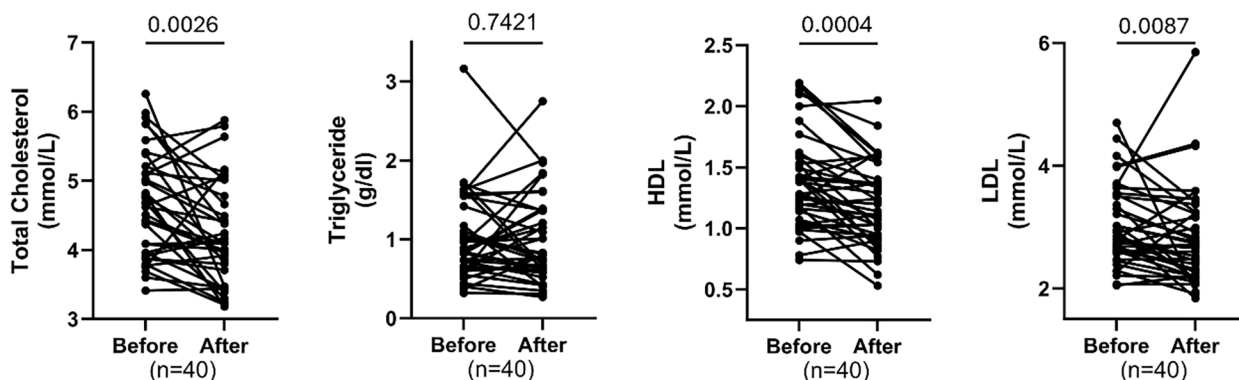 0.0026
Total Cholesterol
(mmol/L)
7
6
5
4
3
Before After
(n=40)
0.7421
Triglyceride
(g/dl)
3
2
1
0
Before After
(n=40)
0.0004
HDL
(mmol/L)
2.5
2.0
1.5
1.0
0.5
Before After
(n=40)
0.0087
LDL
(mmol/L)
6
4
2
Before After
(n=40)